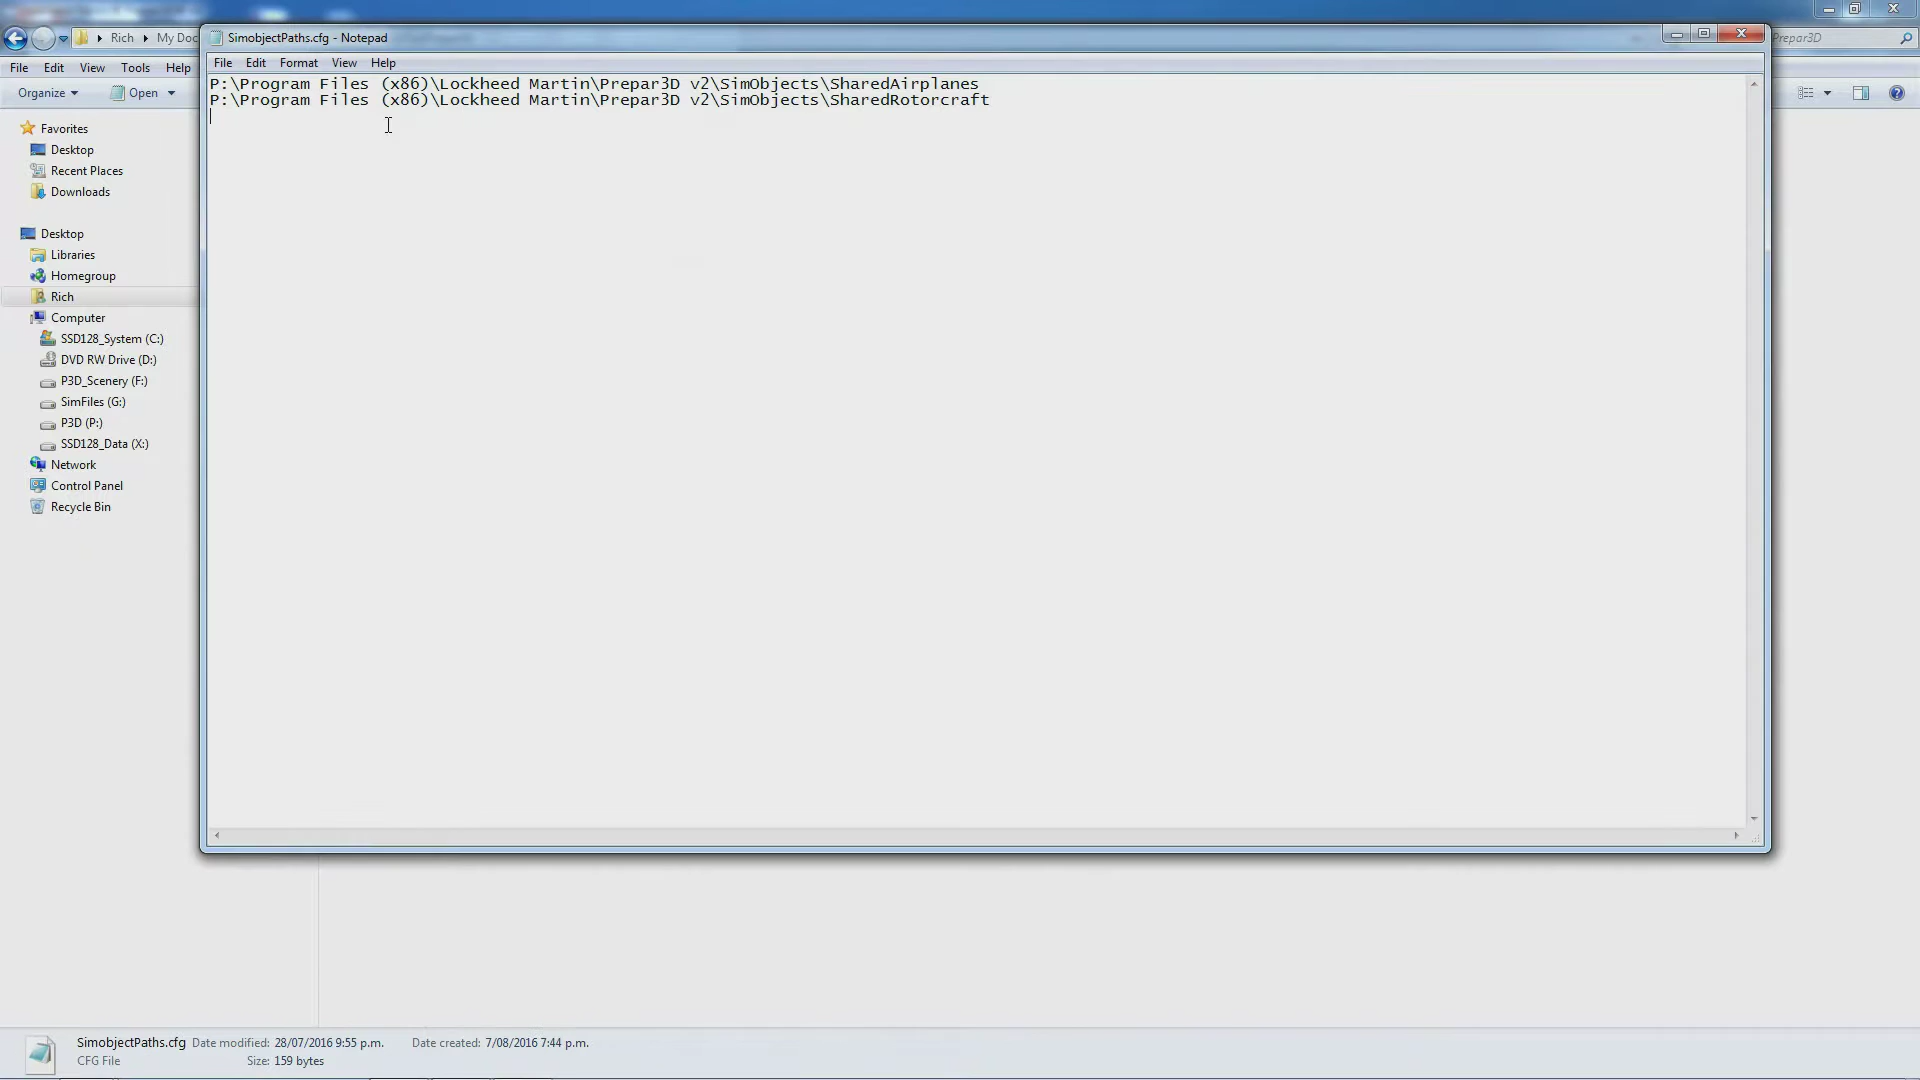 Rich
My Doc
Prepar3D
SimobjectPaths.cfg - Notepad
File Edit View Tools Help
File Edit Format View Help
Organize Open
P:\Program Files (x86)\Lockheed Martin\Prepar3D v2\SimObjects\SharedAirplanes
P:\Program Files (x86)\Lockheed Martin\Prepar3D v2\SimObjects\SharedRotorcraft
Favorites
Desktop
Recent Places
Downloads
Desktop
Libraries
Homegroup
Rich
Computer
SSD128_System (C:)
DVD RW Drive (D:)
P3D_Scenery (F:)
SimFiles (G:)
P3D (P:)
SSD128_Data (X:)
Network
Control Panel
Recycle Bin
SimobjectPaths.cfg Date modified: 28/07/2016 9:55 p.m. Date created: 7/08/2016 7:44 p.m.
CFG File Size: 159 bytes